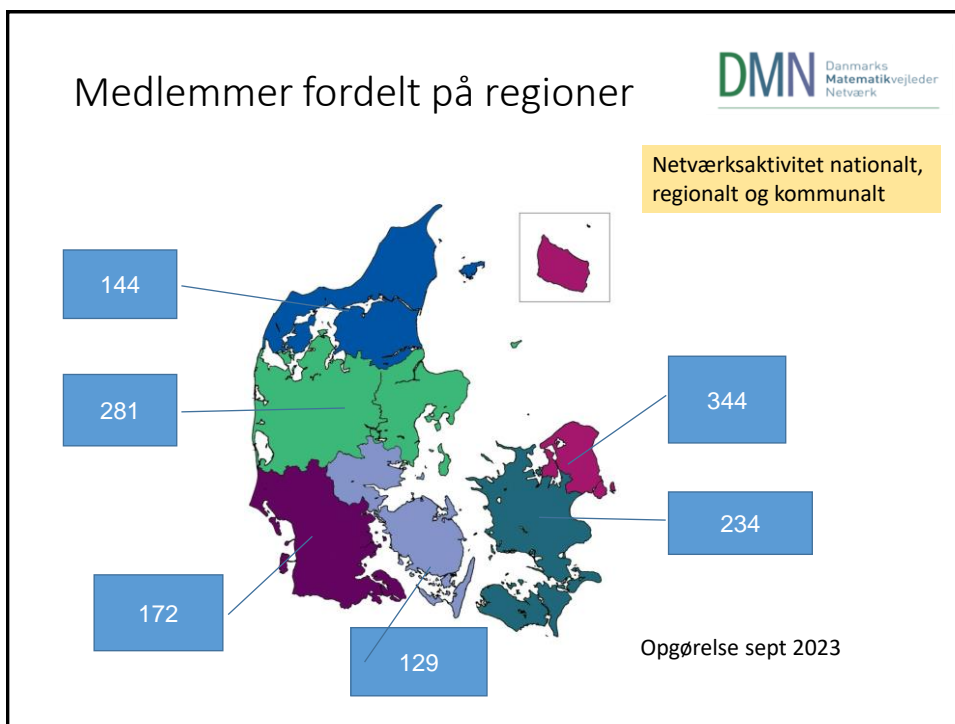 Medlemmer fordelt på regioner
DMN
Danmarks
Matematikvejleder
Netværk
Netværksaktivitet nationalt,
regionalt og kommunalt
144
281
344
234
172
129
Opgørelse sept 2023